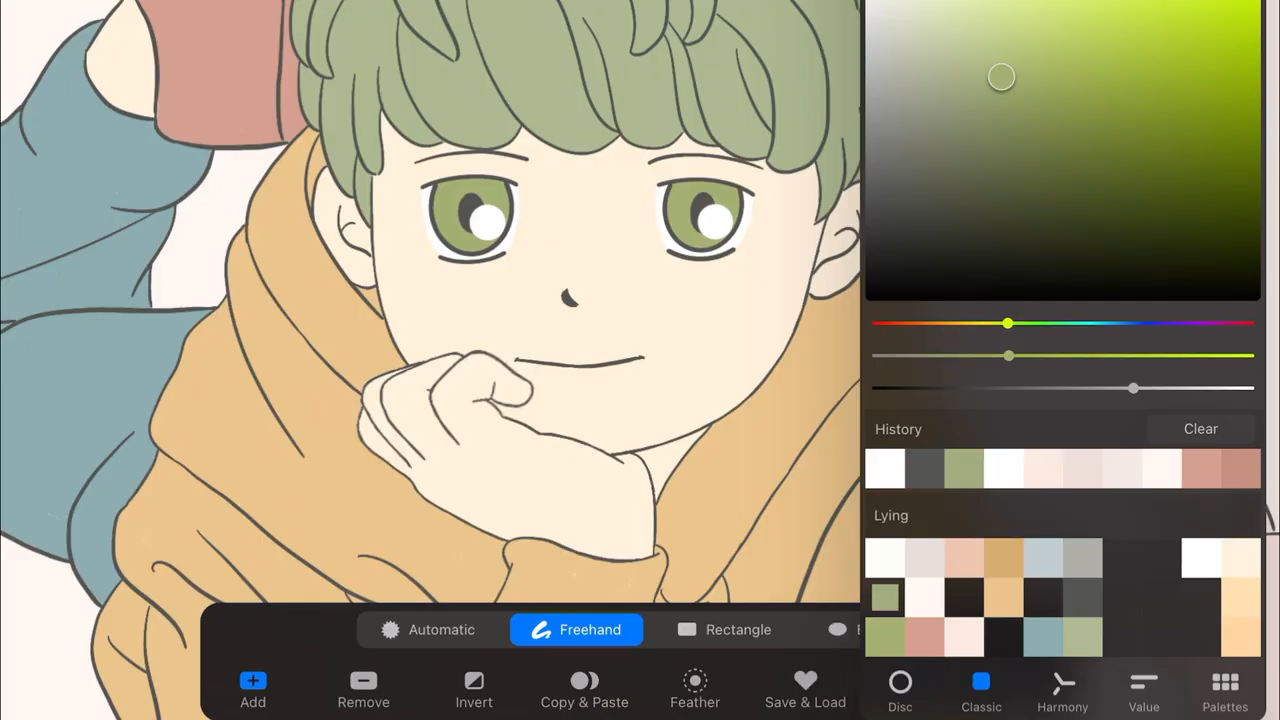 History
Clear
Lying
Automatic
Freehand
Rectangle
Add
Remove
Invert
Copy & Paste
Feather
Save & Load
Disc
Classic
Harmony
Value
Palettes